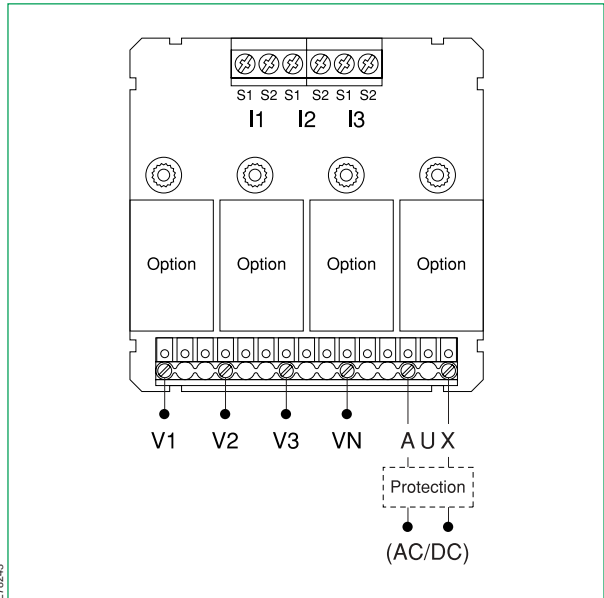 S1 S2 S1 S2 S1 S2
I1 I2 I3
Option Option Option Option
V1 V2 V3 VN A U X
Protection
(AC/DC)